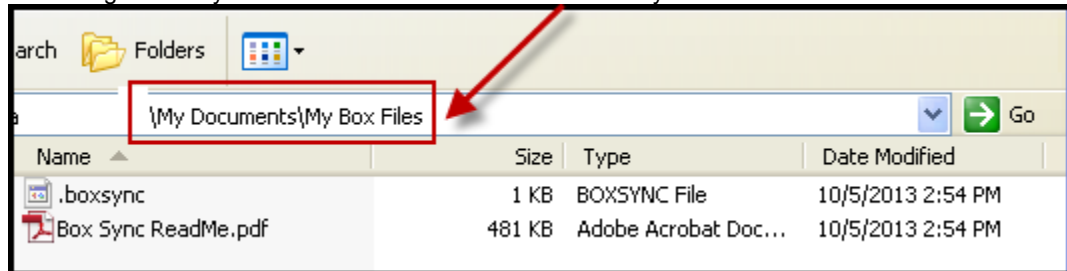 arch Folders
\My Documents\My Box Files Go
Name Size Type Date Modified
.boxsync 1 KB BOXSYNC File 10/5/2013 2:54 PM
Box Sync ReadMe.pdf 481 KB Adobe Acrobat Doc... 10/5/2013 2:54 PM